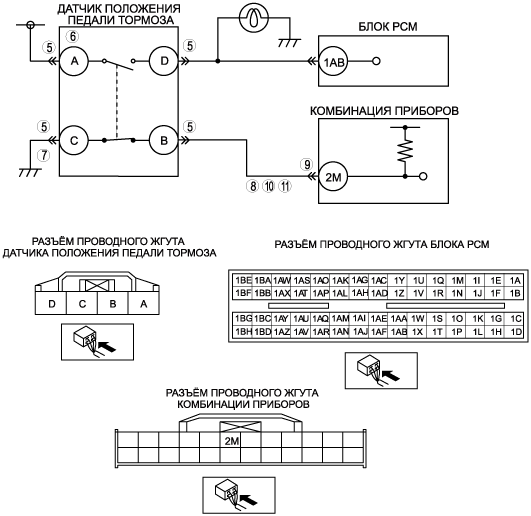 ДАТЧИК ПОЛОЖЕНИЯ
ПЕДАЛИ ТОРМОЗА
БЛОК PCM
5 6 A D 5 1AB
КОМБИНАЦИЯ ПРИБОРОВ
5 C B 5
7
8 10 11 9 2M
РАЗЪЁМ ПРОВОДНОГО ЖГУТА
ДАТЧИКА ПОЛОЖЕНИЯ ПЕДАЛИ ТОРМОЗА
D C B A
РАЗЪЁМ ПРОВОДНОГО ЖГУТА БЛОКА PCM
1BE 1BA 1AW 1AS 1AO 1AK 1AG 1AC 1Y 1U 1Q 1M 1I 1E 1A
1BF 1BB 1AX 1AT 1AP 1AL 1AH 1AD 1Z 1V 1R 1N 1J 1F 1B
1BG 1BC 1AY 1AU 1AQ 1AM 1AI 1AE 1AA 1W 1S 1O 1K 1G 1C
1BH 1BD 1AZ 1AV 1AR 1AN 1AJ 1AF 1AB 1X 1T 1P 1L 1H 1D
РАЗЪЁМ ПРОВОДНОГО ЖГУТА
КОМБИНАЦИИ ПРИБОРОВ
2M